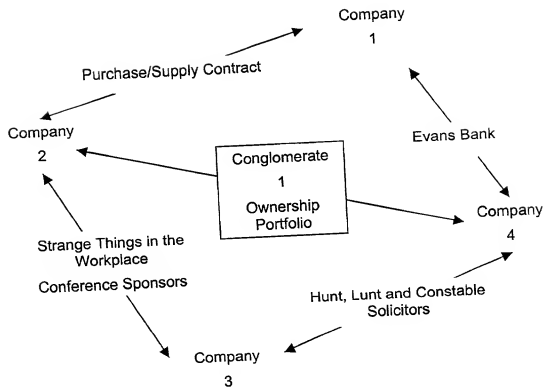 Company
1
Purchase/Supply Contract
Evans Bank
Company
2
Conglomerate
1
Ownership
Portfolio
Company
4
Strange Things in the
Workplace
Conference Sponsors
Hunt, Lunt and Constable
Solicitors
Company
3